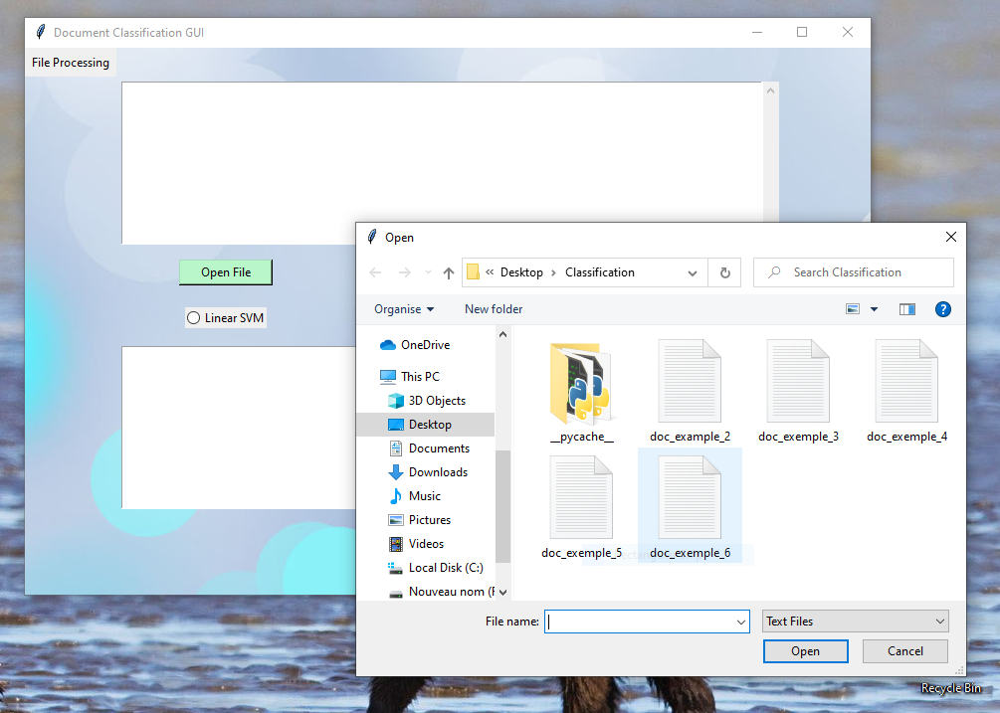 Document Classification GUI
File Processing
Open File
Linear SVM
Open
« Desktop › Classification
Search Classification
Organise
New folder
OneDrive
This PC
3D Objects
Desktop
Documents
Downloads
Music
Pictures
Videos
Local Disk (C:)
Nouveau nom (
__pycache__
doc_example_2
doc_exemple_3
doc_exemple_4
doc_exemple_5
doc_exemple_6
File name:
Text Files
Open
Cancel
Recycle Bin